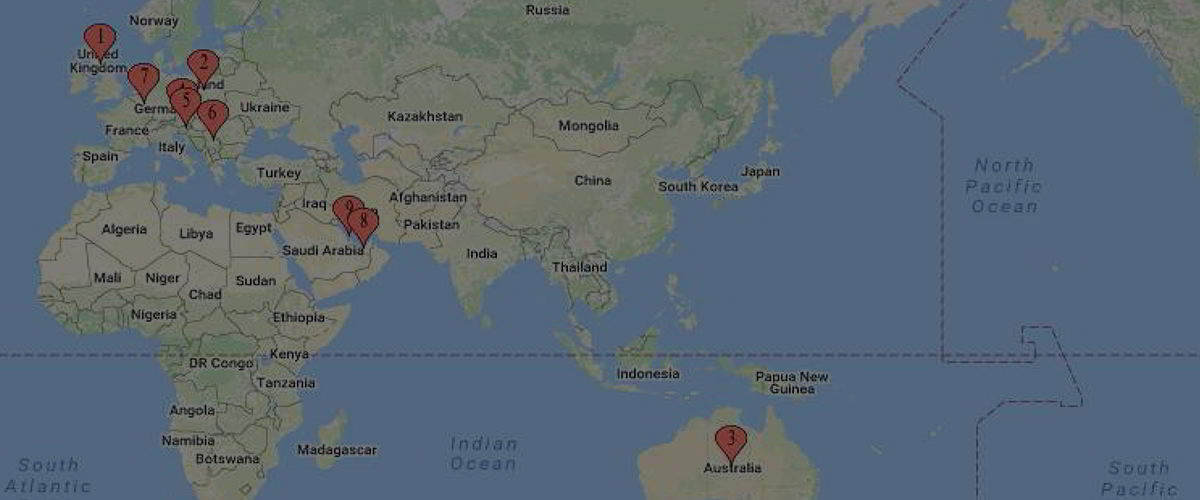 Russia
Norway
1
United
Kingdom
2
7
5
6
Ukraine
France
Italy
Spain
Turkey
Kazakhstan
Mongolia
China
Japan
South Korea
North
Pacific
Ocean
Afghanistan
Iraq
9
8
Pakistan
Algeria
Libya
Egypt
Saudi Arabia
India
Thailand
Mali
Niger
Chad
Sudan
Nigeria
Ethiopia
DR Congo
Kenya
Tanzania
Indonesia
Papua New
Guinea
Angola
Namibia
Botswana
Madagascar
Indian
Ocean
3
Australia
South
Atlantic
South
Pacific